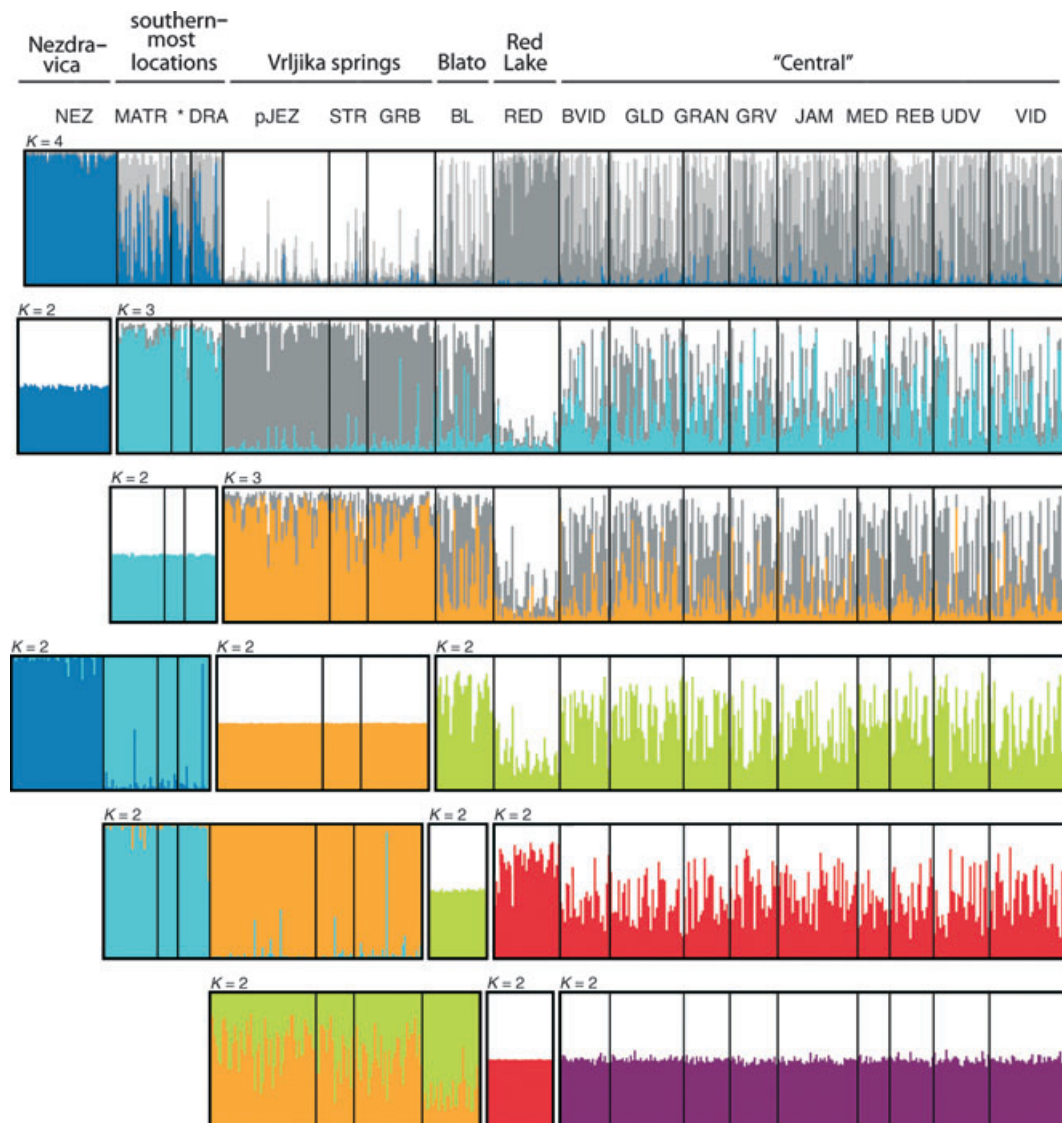 Nezdra-
vica
southern-
most
locations
Vrljika springs
Blato
Red
Lake
"Central"
NEZ MATR * DRA pJEZ STR GRB BL RED BVID GLD GRAN GRV JAM MED REB UDV VID
K = 4
K = 2 K = 3
K = 2 K = 3
K = 2 K = 2 K = 2
K = 2 K = 2 K = 2
K = 2 K = 2 K = 2